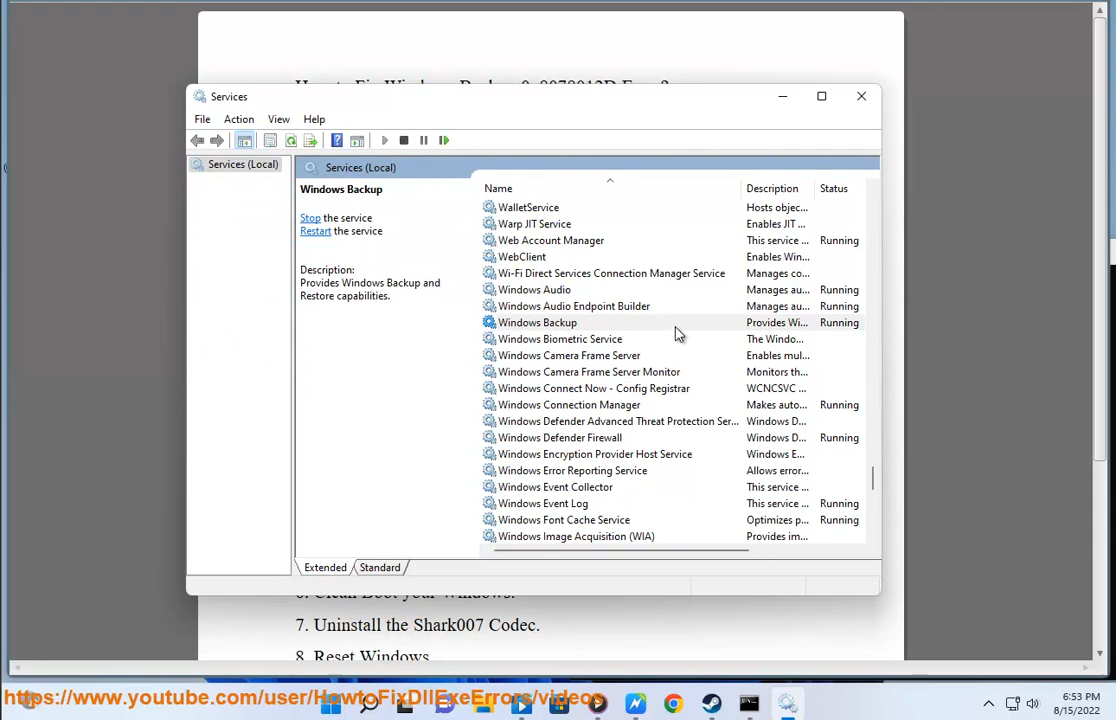 Services
File Action View Help
Services (Local)
Services (Local)
Windows Backup
Stop the service
Restart the service
Description:
Provides Windows Backup and
Restore capabilities.
Name Description Status
WalletService Hosts objec...
Warp JIT Service Enables JIT ...
Web Account Manager This service ... Running
WebClient Enables Win...
Wi-Fi Direct Services Connection Manager Service Manages co...
Windows Audio Manages au... Running
Windows Audio Endpoint Builder Manages au... Running
Windows Backup Provides Wi... Running
Windows Biometric Service The Windo...
Windows Camera Frame Server Enables mul...
Windows Camera Frame Server Monitor Monitors th...
Windows Connect Now - Config Registrar WCNCSVC ...
Windows Connection Manager Makes auto... Running
Windows Defender Advanced Threat Protection Ser... Windows D...
Windows Defender Firewall Windows D... Running
Windows Encryption Provider Host Service Windows E...
Windows Error Reporting Service Allows error...
Windows Event Collector This service ...
Windows Event Log This service ... Running
Windows Font Cache Service Optimizes p... Running
Windows Image Acquisition (WIA) Provides im...
Extended Standard
6. Clean Boot your Windows.
7. Uninstall the Shark007 Codec.
8. Reset Windows
https://www.youtube.com/user/HowtoFixDllExeErrors/videos
6:53 PM
8/15/2022